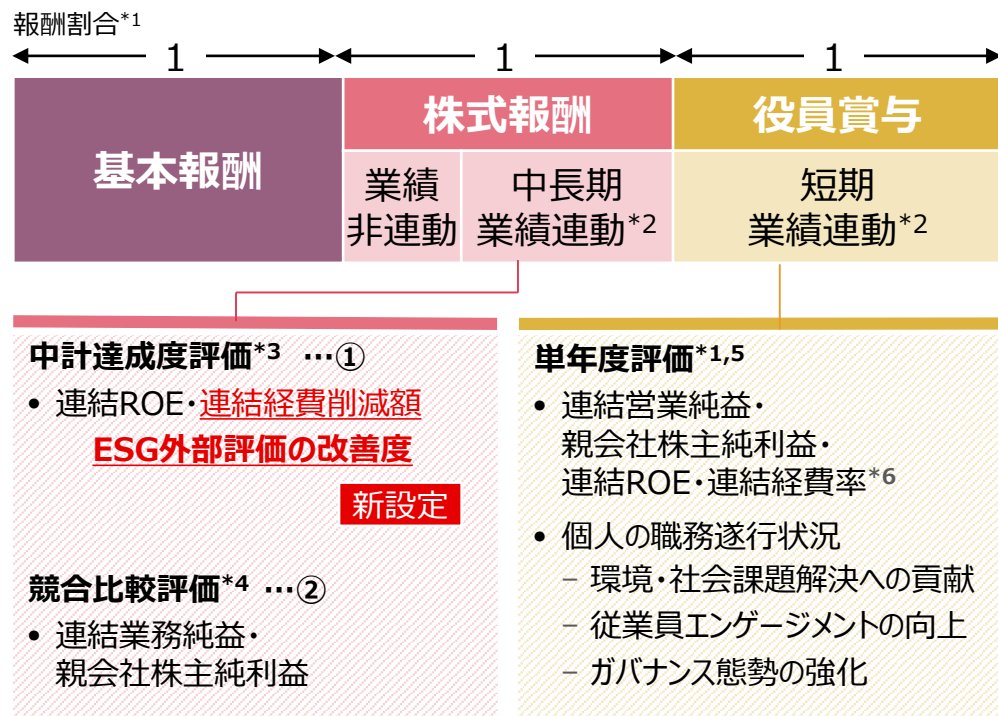 報酬割合*1
1 1 1
基本報酬
株式報酬
役員賞与
業績
非連動
中長期
業績連動*2
短期
業績連動*2
中計達成度評価*3 …①
• 連結ROE・連結経費削減額
ESG外部評価の改善度
新設定
競合比較評価*4 …②
• 連結業務純益・
親会社株主純利益
単年度評価*1,5
• 連結営業純益・
親会社株主純利益・
連結ROE・連結経費率*6
• 個人の職務遂行状況
− 環境・社会課題解決への貢献
− 従業員エンゲージメントの向上
− ガバナンス態勢の強化